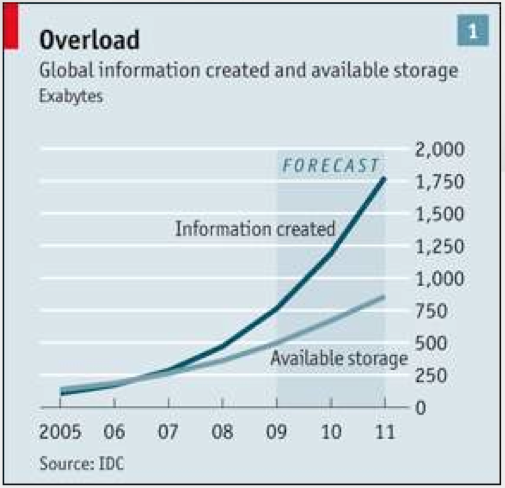 1
Overload
Global information created and available storage
Exabytes
FORECAST
2,000
1,750
Information created
1,500
1,250
1,000
750
500
Available storage
250
0
2005 06 07 08 09 10 11
Source: IDC